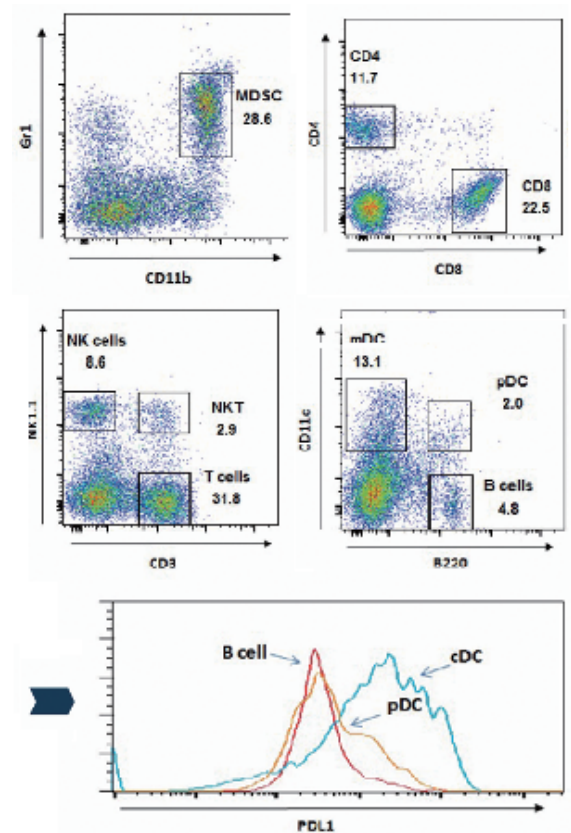 MDSC
28.6
Gr1
CD11b
CD4
11.7
CD4
CD8
22.5
CD8
NK cells
8.6
NKT
2.9
T cells
31.8
NK1.1
CD3
mDC
13.1
pDC
2.0
B cells
4.8
CD11c
B220
B cell
cDC
pDC
PDL1